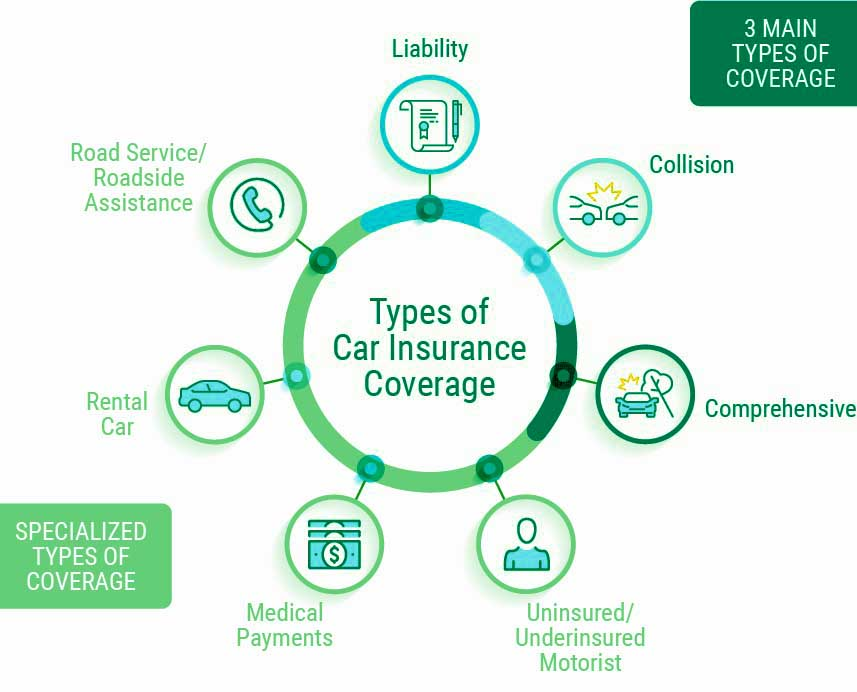 3 MAIN
TYPES OF
COVERAGE
Liability
Collision
Comprehensive
Uninsured/
Underinsured
Motorist
Medical
Payments
Rental
Car
Road Service/
Roadside
Assistance
Types of
Car Insurance
Coverage
SPECIALIZED
TYPES OF
COVERAGE
$